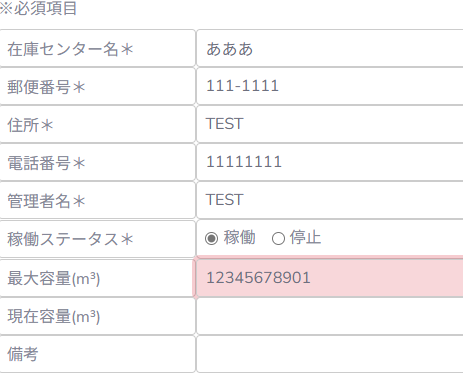 ※必須項目
在庫センター名＊ あああ
郵便番号＊ 111-1111
住所＊ TEST
電話番号＊ 11111111
管理者名＊ TEST
稼働ステータス＊ 稼働 停止
最大容量(m³) 12345678901
現在容量(m³)
備考